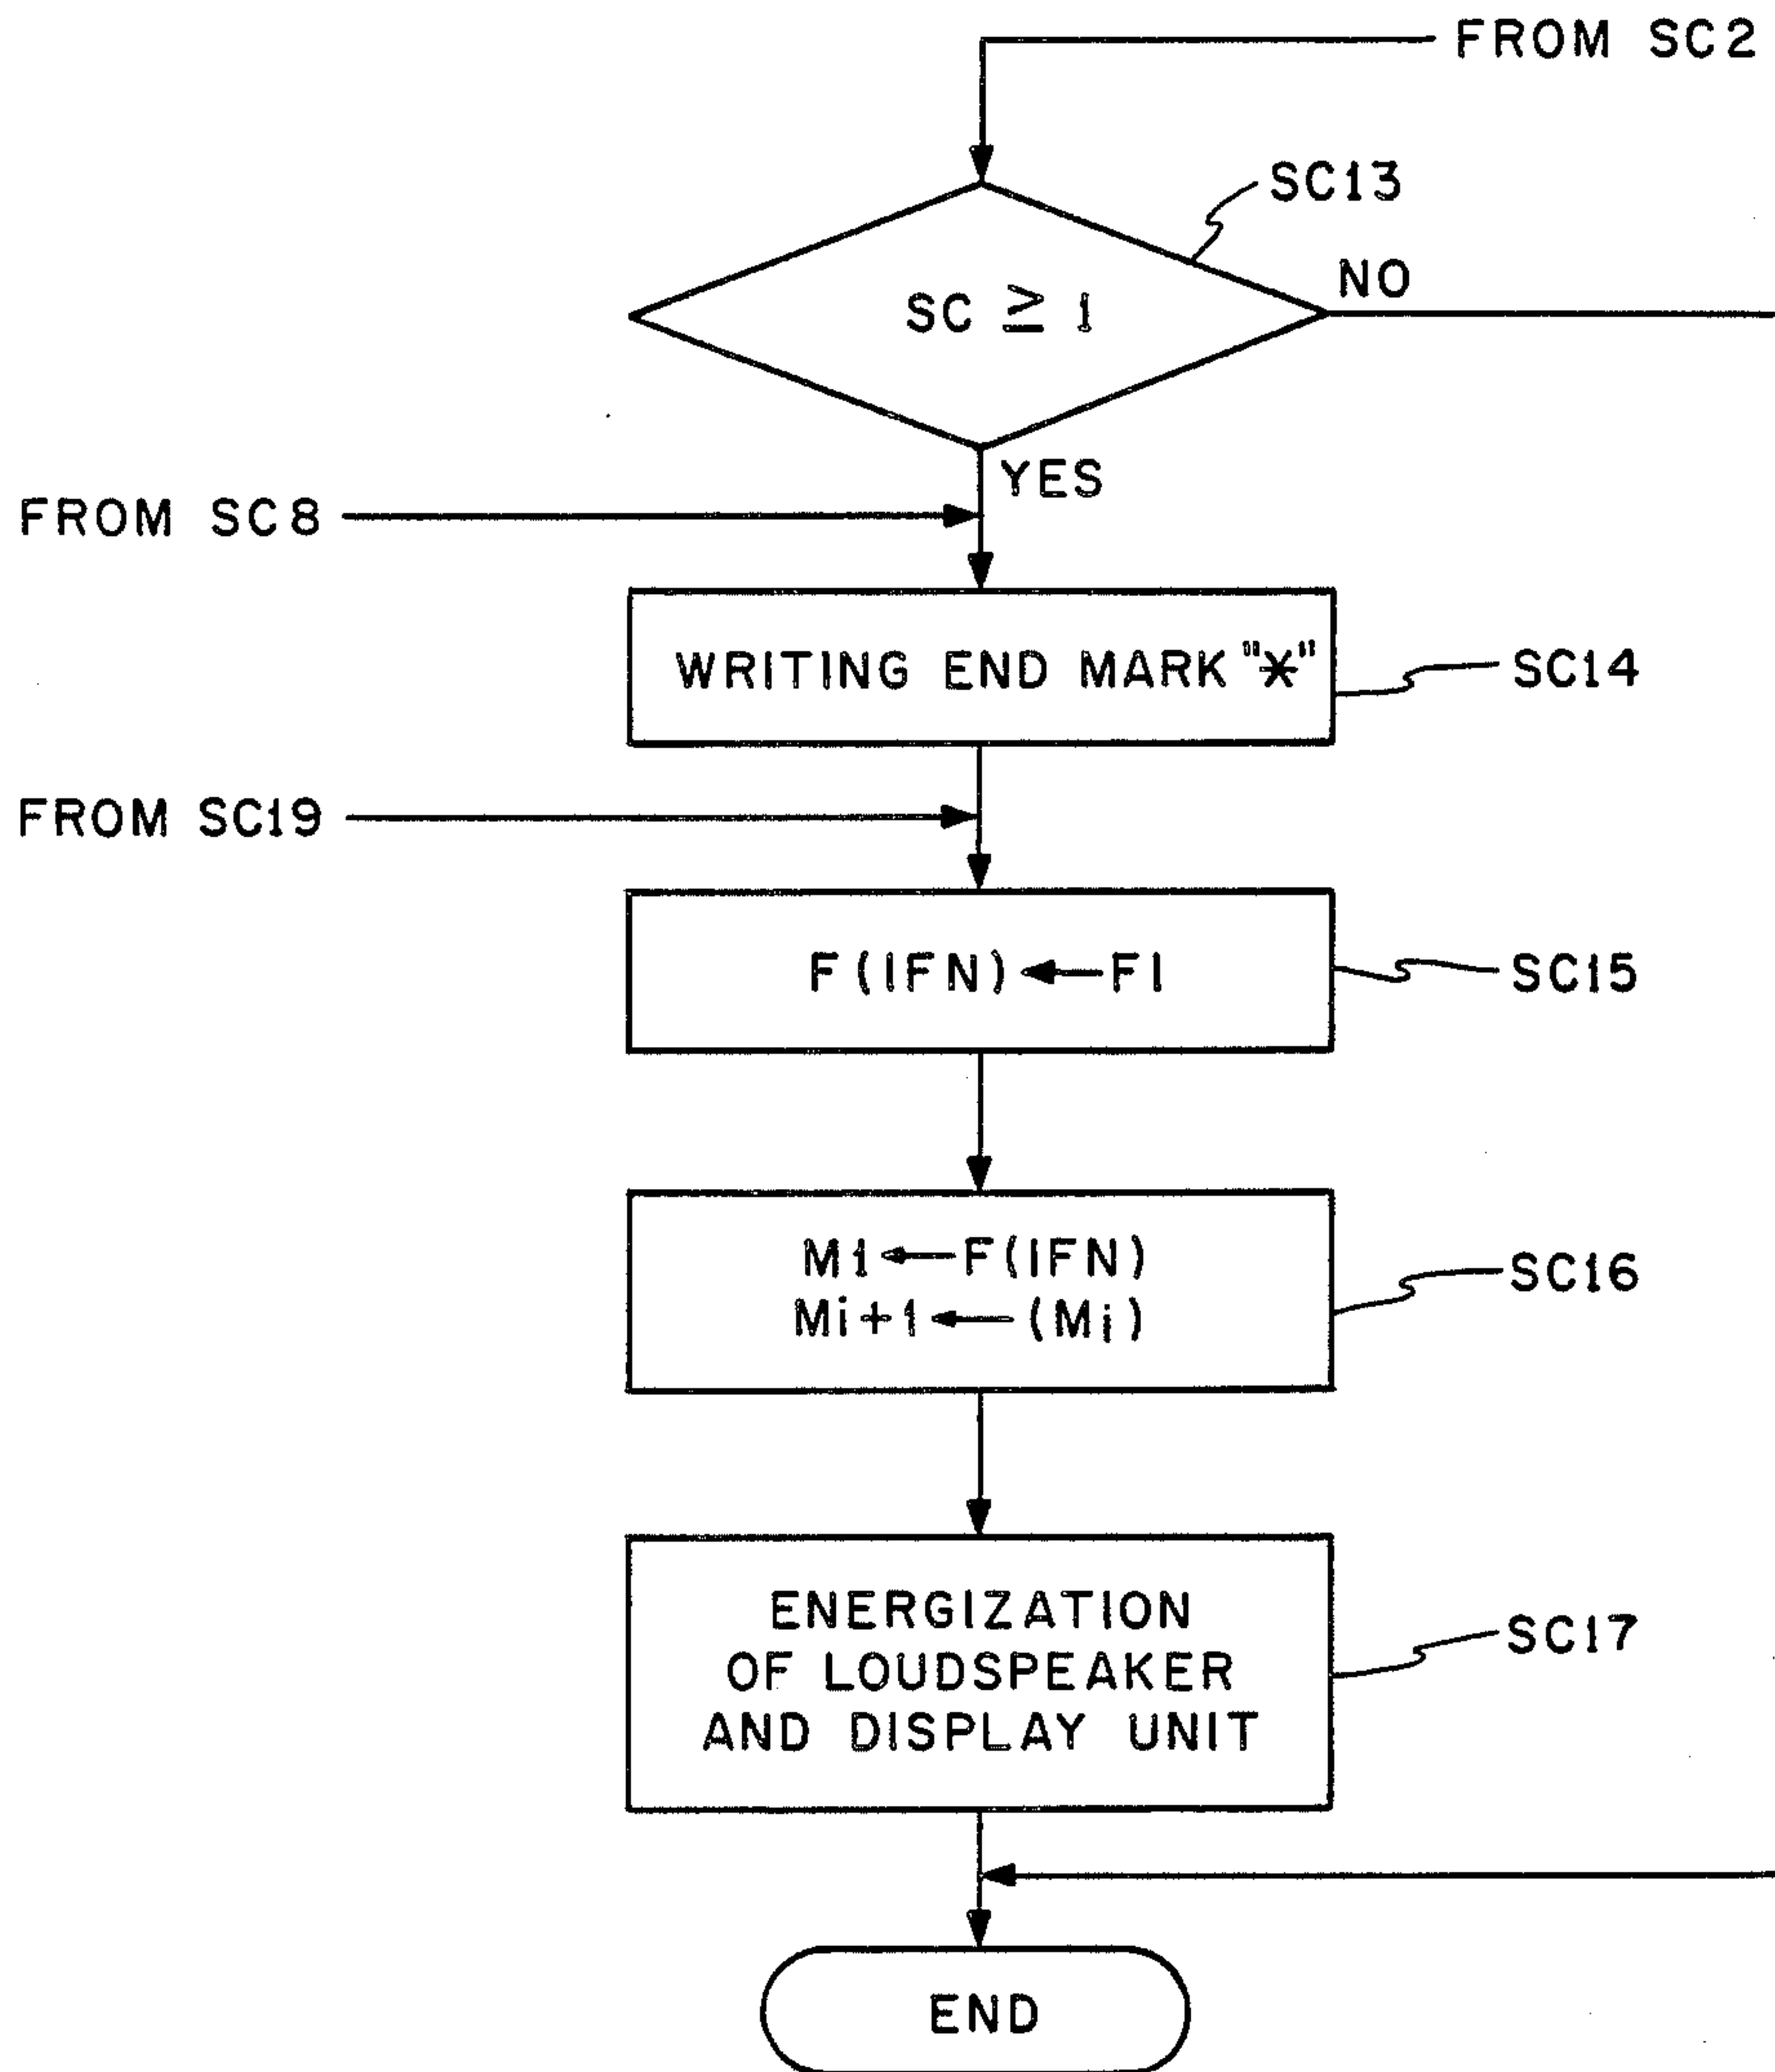 FROM SC2
SC13
SC ≧ 1
NO
YES
FROM SC8
WRITING END MARK "*"
SC14
FROM SC19
F(IFN)←FI
SC15
M1←F(IFN)
Mi+1←(Mi)
SC16
ENERGIZATION
OF LOUDSPEAKER
AND DISPLAY UNIT
SC17
END